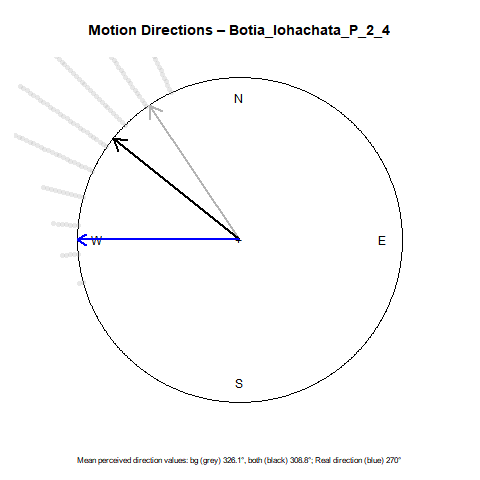 Motion Directions – Botia_lohachata_P_2_4
N
W
E
S
Mean perceived direction values: bg (grey) 326.1°, both (black) 308.8°; Real direction (blue) 270°